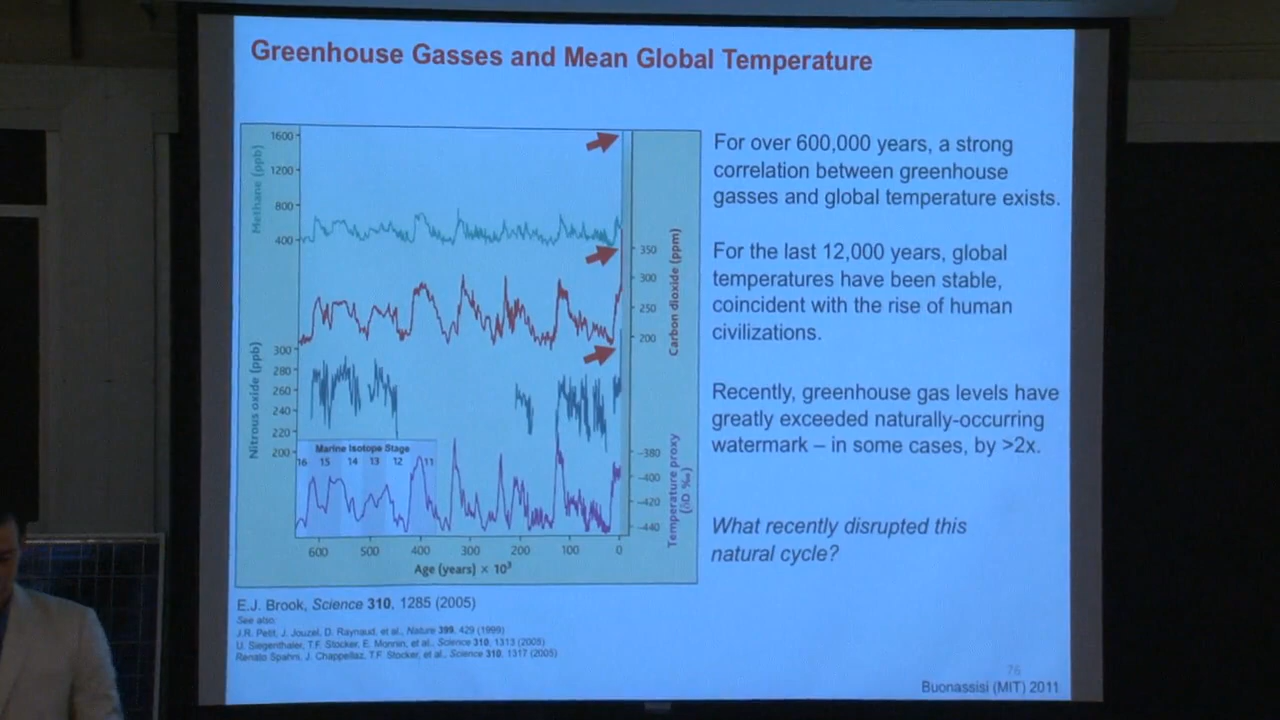 Greenhouse Gasses and Mean Global Temperature
For over 600,000 years, a strong
correlation between greenhouse
gasses and global temperature exists.
For the last 12,000 years, global
temperatures have been stable,
coincident with the rise of human
civilizations.
Recently, greenhouse gas levels have
greatly exceeded naturally-occurring
watermark – in some cases, by >2x.
What recently disrupted this
natural cycle?
Methane (ppb)
1600
1200
800
400
Carbon dioxide (ppm)
350
300
250
200
Nitrous oxide (ppb)
300
280
260
240
220
200
Temperature proxy
(δD ‰)
-380
-400
-420
-440
Marine Isotope Stage
16 15 14 13 12 11
600 500 400 300 200 100 0
Age (years) × 10³
E.J. Brook, Science 310, 1285 (2005)
See also:
J.R. Petit, J. Jouzel, D. Raynaud, et al., Nature 399, 429 (1999)
U. Siegenthaler, T.F. Stocker, E. Monnin, et al., Science 310, 1313 (2005)
Renato Spahni, J. Chappellaz, T.F. Stocker, et al., Science 310, 1317 (2005)
76
Buonassisi (MIT) 2011